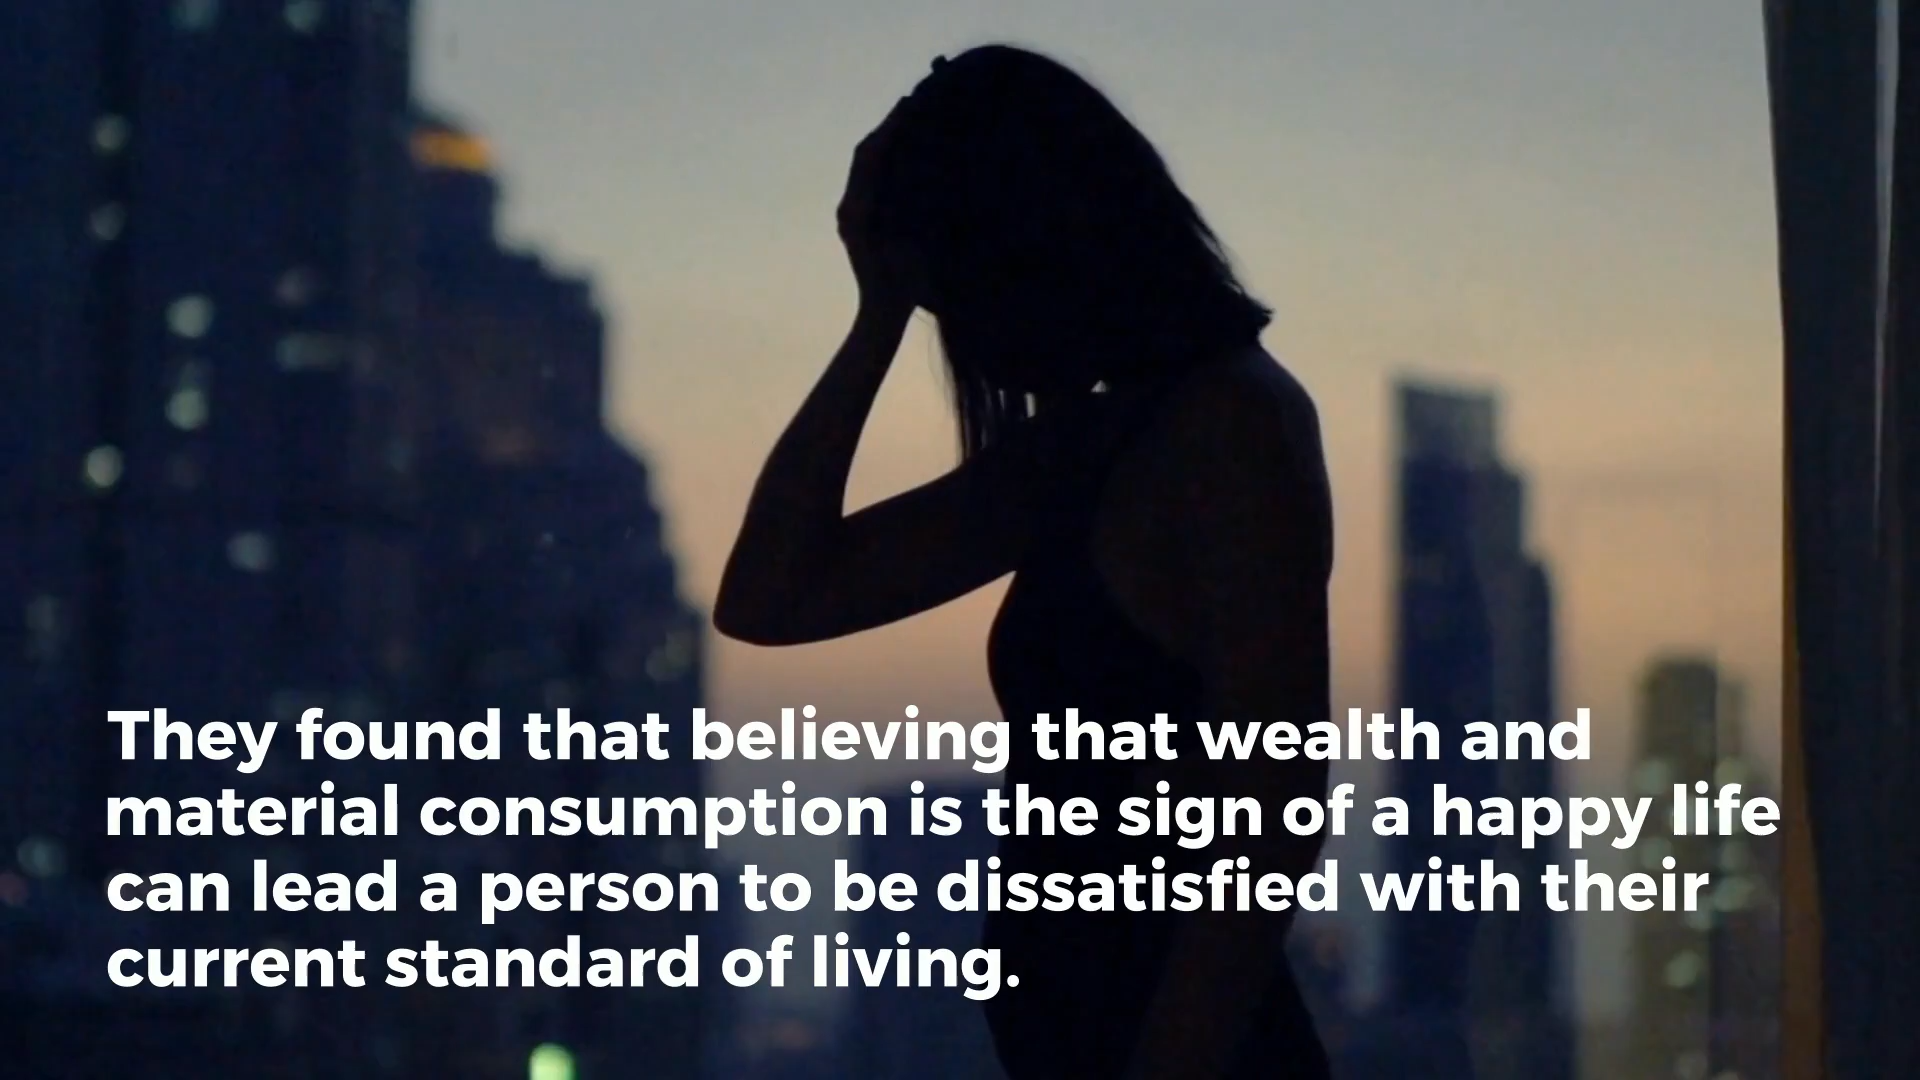 They found that believing that wealth and
material consumption is the sign of a happy life
can lead a person to be dissatisfied with their
current standard of living.